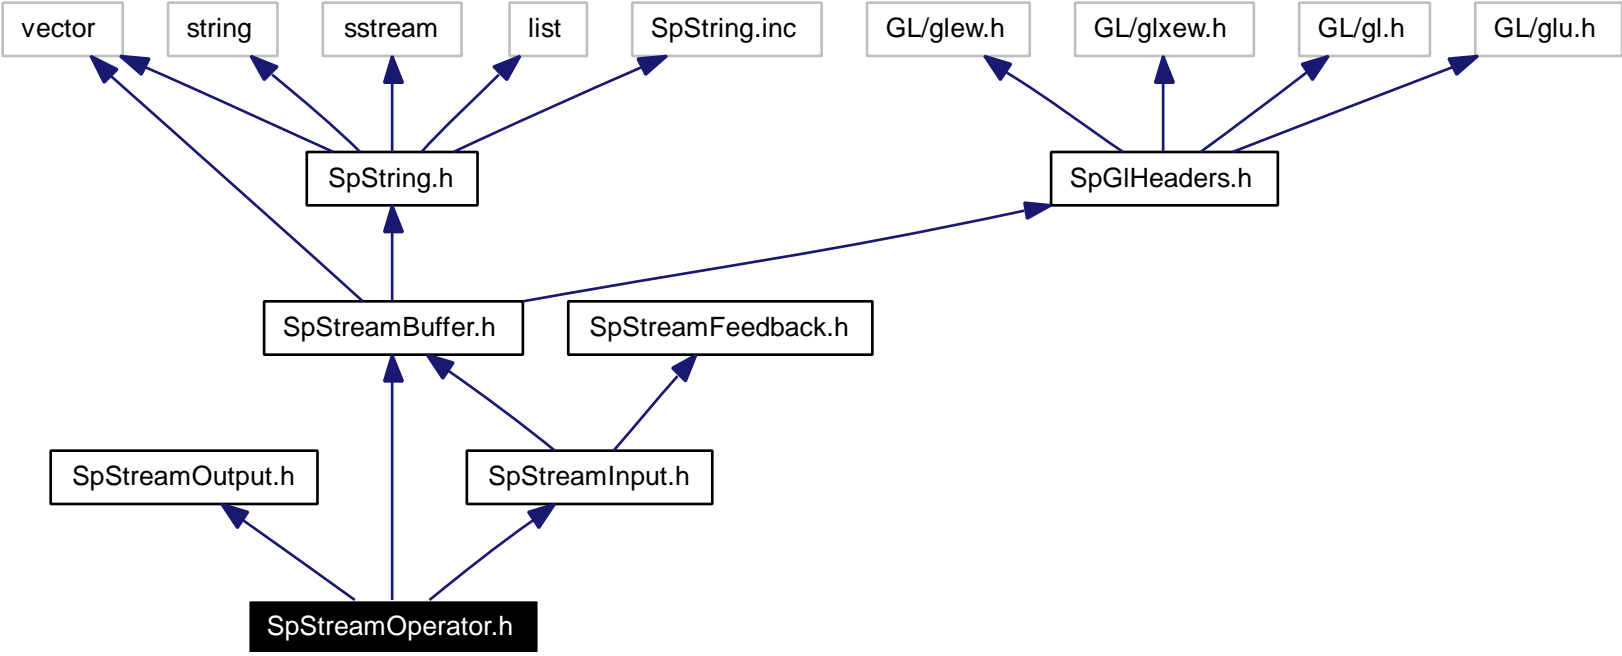 vector
string
sstream
list
SpString.inc
GL/glew.h
GL/glxew.h
GL/gl.h
GL/glu.h
SpString.h
SpGlHeaders.h
SpStreamBuffer.h
SpStreamFeedback.h
SpStreamOutput.h
SpStreamInput.h
SpStreamOperator.h